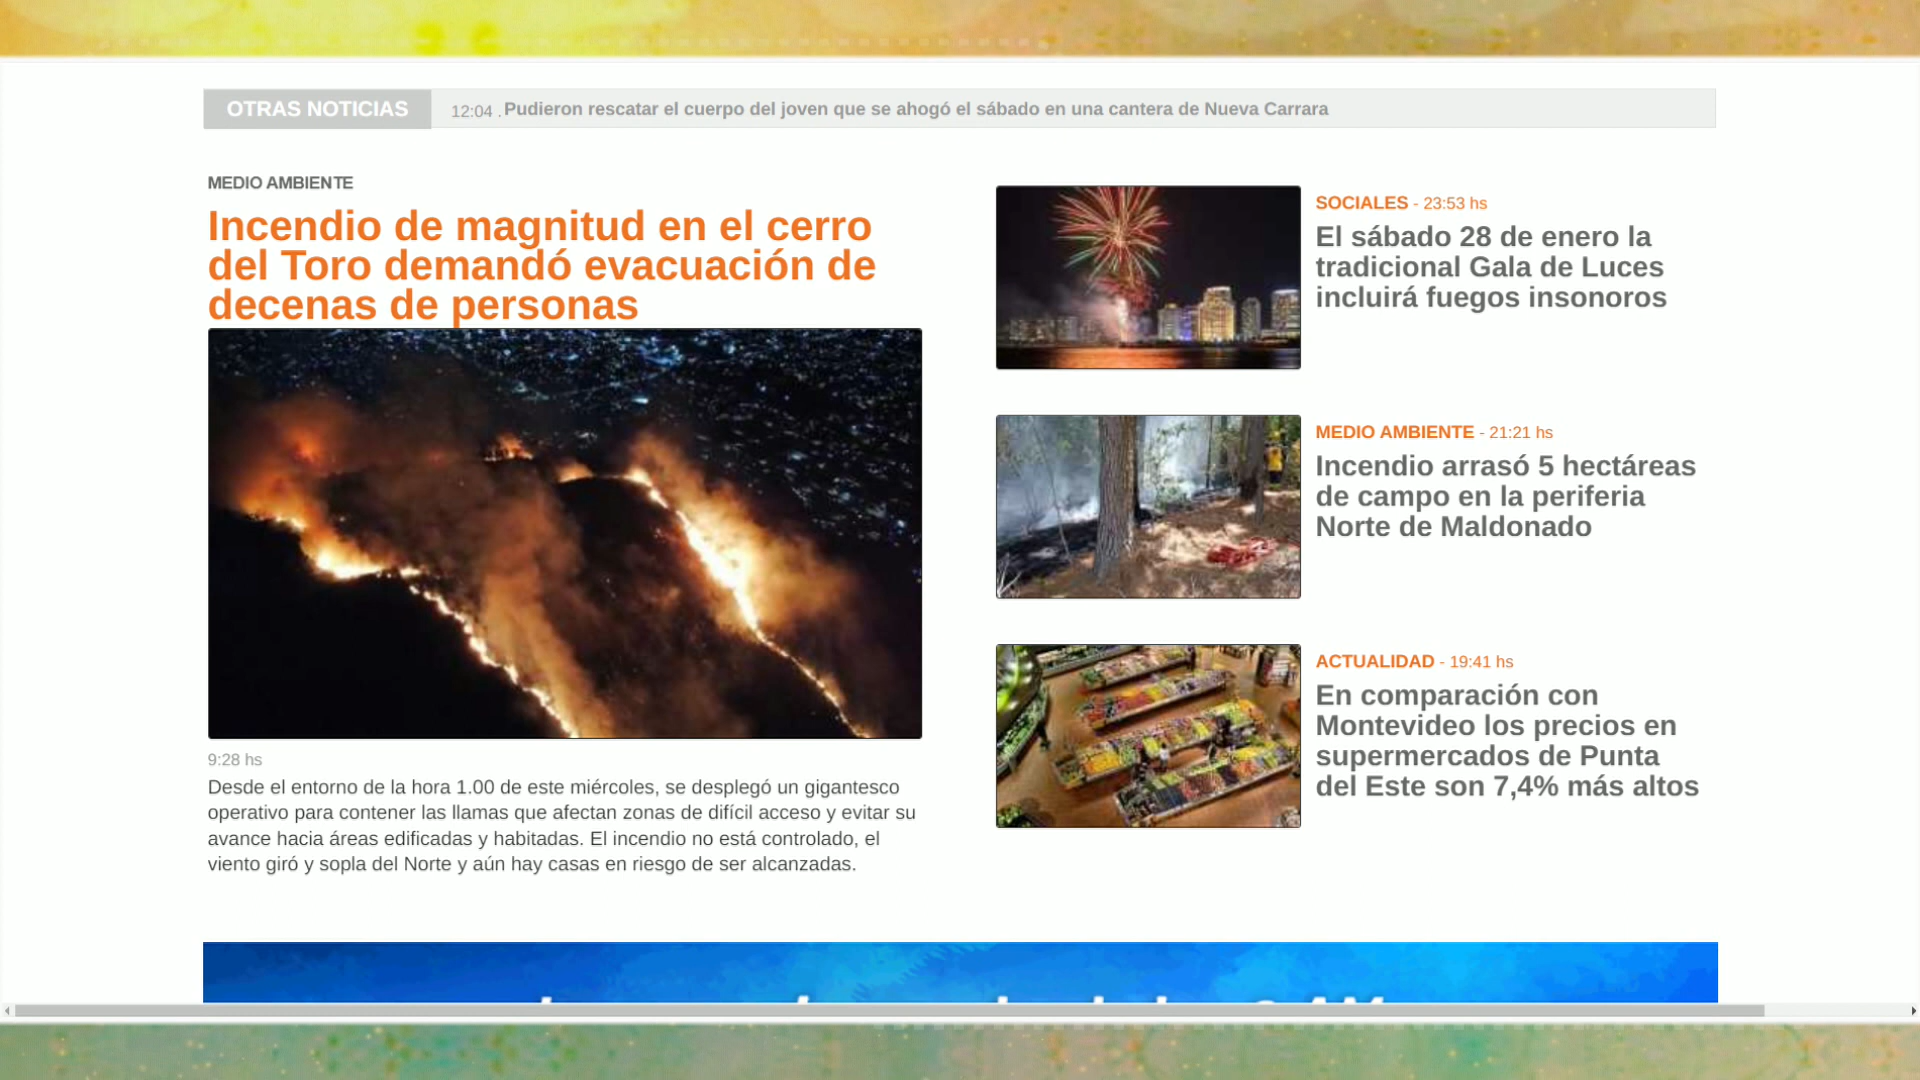 OTRAS NOTICIAS
12:04 . Pudieron rescatar el cuerpo del joven que se ahogó el sábado en una cantera de Nueva Carrara
MEDIO AMBIENTE
Incendio de magnitud en el cerro
del Toro demandó evacuación de
decenas de personas
9:28 hs
Desde el entorno de la hora 1.00 de este miércoles, se desplegó un gigantesco
operativo para contener las llamas que afectan zonas de difícil acceso y evitar su
avance hacia áreas edificadas y habitadas. El incendio no está controlado, el
viento giró y sopla del Norte y aún hay casas en riesgo de ser alcanzadas.
SOCIALES - 23:53 hs
El sábado 28 de enero la
tradicional Gala de Luces
incluirá fuegos insonoros
MEDIO AMBIENTE - 21:21 hs
Incendio arrasó 5 hectáreas
de campo en la periferia
Norte de Maldonado
ACTUALIDAD - 19:41 hs
En comparación con
Montevideo los precios en
supermercados de Punta
del Este son 7,4% más altos